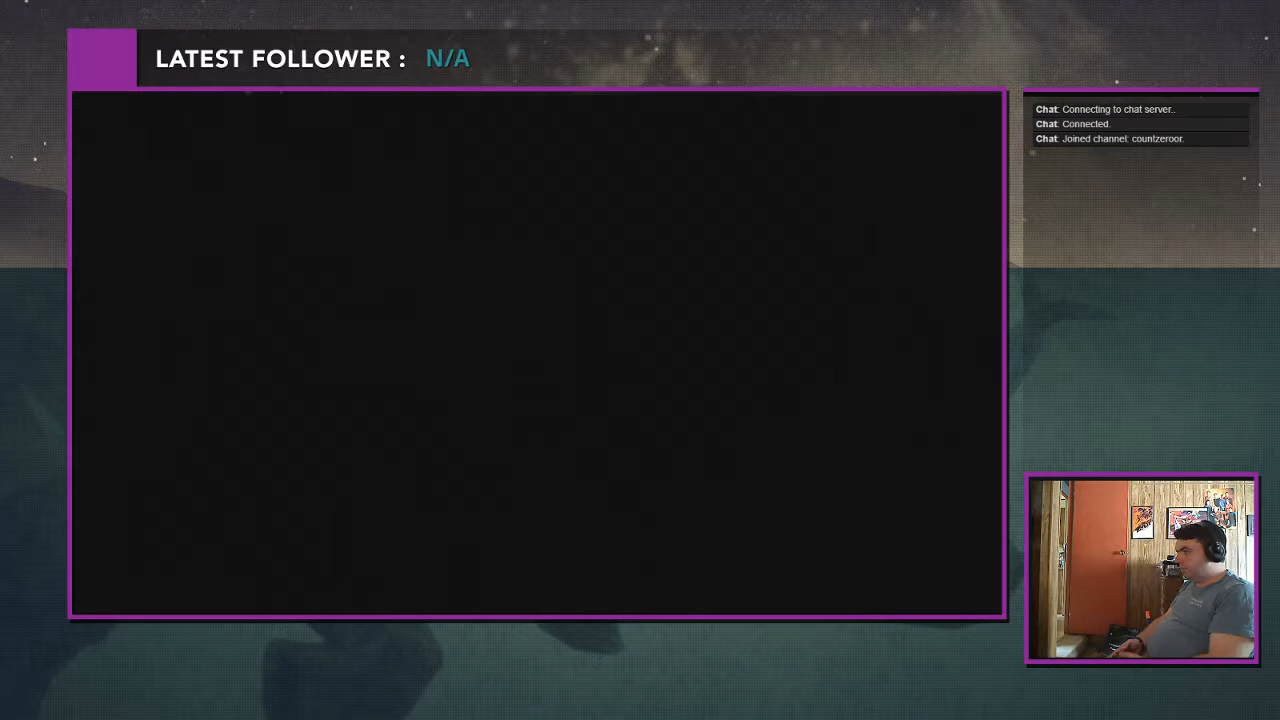 LATEST FOLLOWER : N/A
Chat: Connecting to chat server..
Chat: Connected.
Chat: Joined channel: countzeroor.